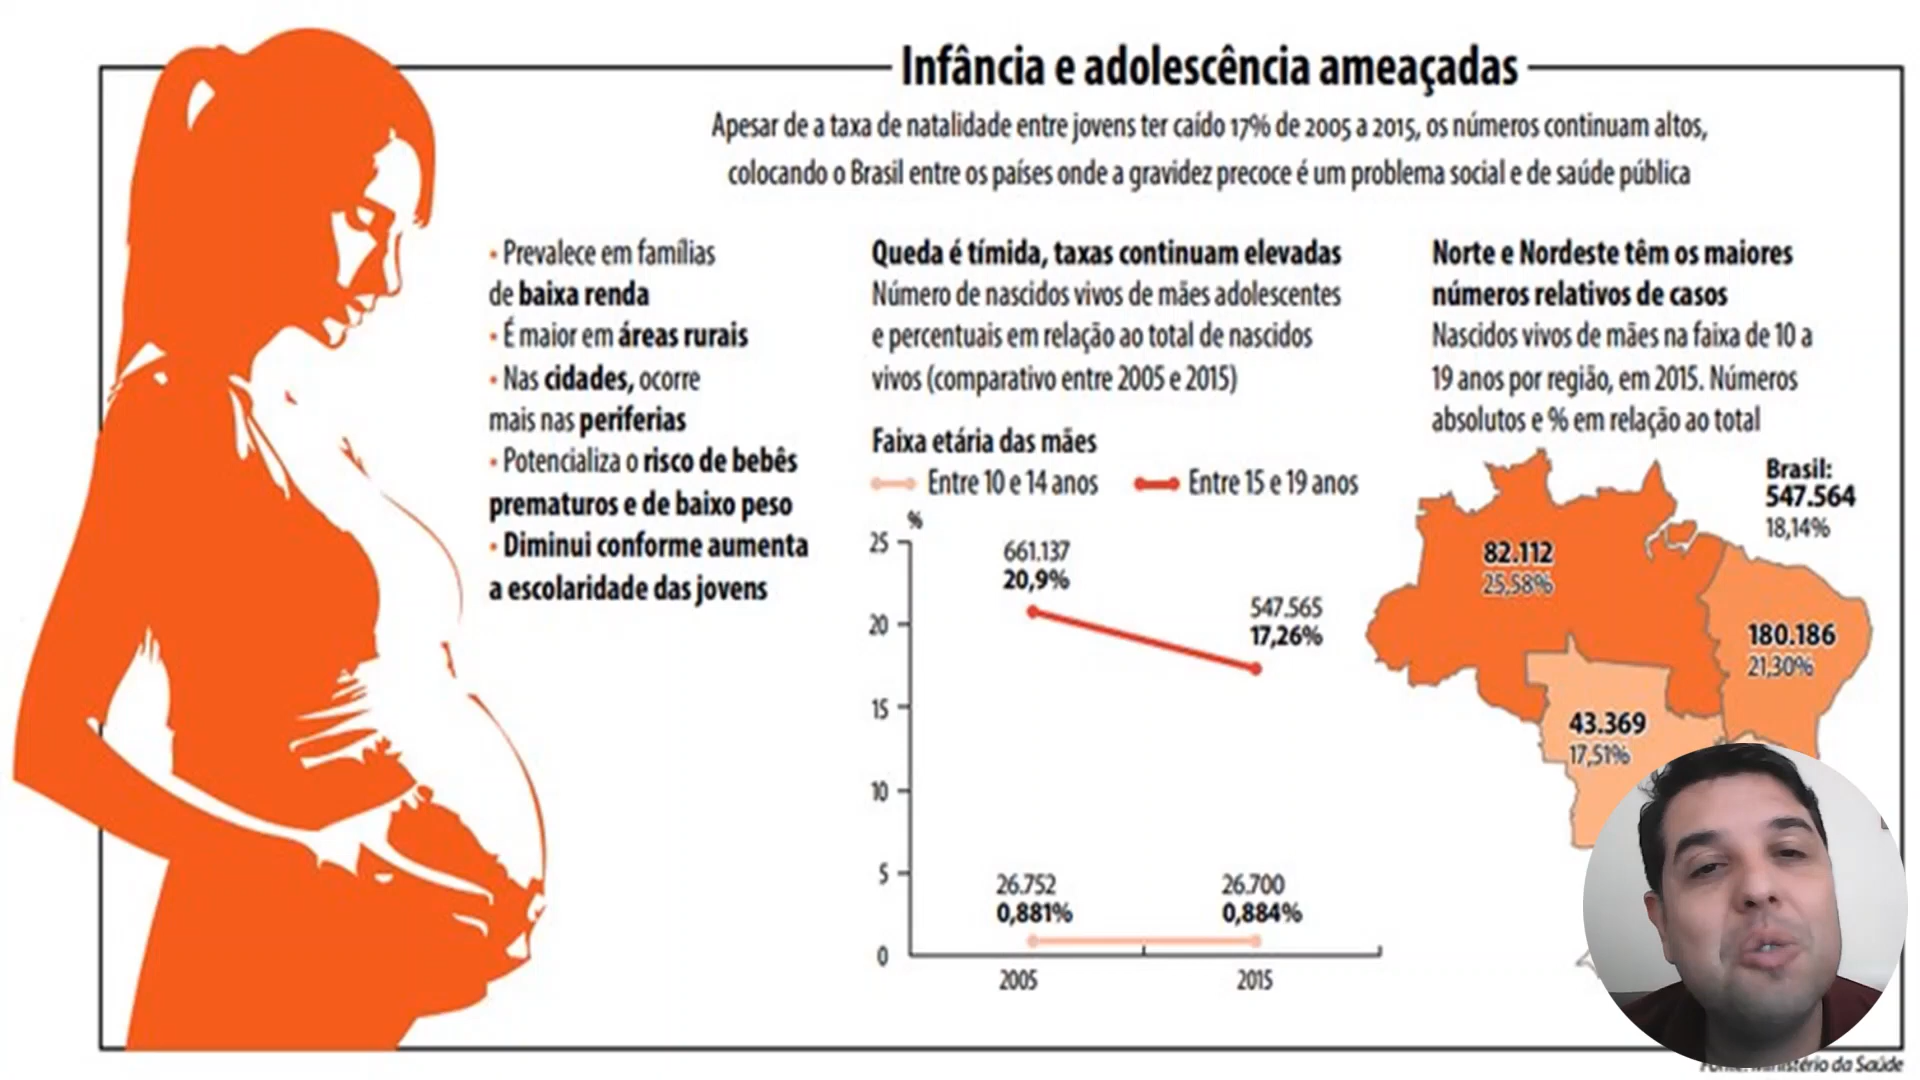 Infância e adolescência ameaçadas
Apesar de a taxa de natalidade entre jovens ter caído 17% de 2005 a 2015, os números continuam altos,
colocando o Brasil entre os países onde a gravidez precoce é um problema social e de saúde pública
• Prevalece em famílias
de baixa renda
• É maior em áreas rurais
• Nas cidades, ocorre
mais nas periferias
• Potencializa o risco de bebês
prematuros e de baixo peso
• Diminui conforme aumenta
a escolaridade das jovens
Queda é tímida, taxas continuam elevadas
Número de nascidos vivos de mães adolescentes
e percentuais em relação ao total de nascidos
vivos (comparativo entre 2005 e 2015)
Faixa etária das mães
Entre 10 e 14 anos
Entre 15 e 19 anos
%
25
20
15
10
5
0
661.137
20,9%
547.565
17,26%
26.752
0,881%
26.700
0,884%
2005
2015
Norte e Nordeste têm os maiores
números relativos de casos
Nascidos vivos de mães na faixa de 10 a
19 anos por região, em 2015. Números
absolutos e % em relação ao total
Brasil:
547.564
18,14%
82.112
25,58%
180.186
21,30%
43.369
17,51%
da Saúde